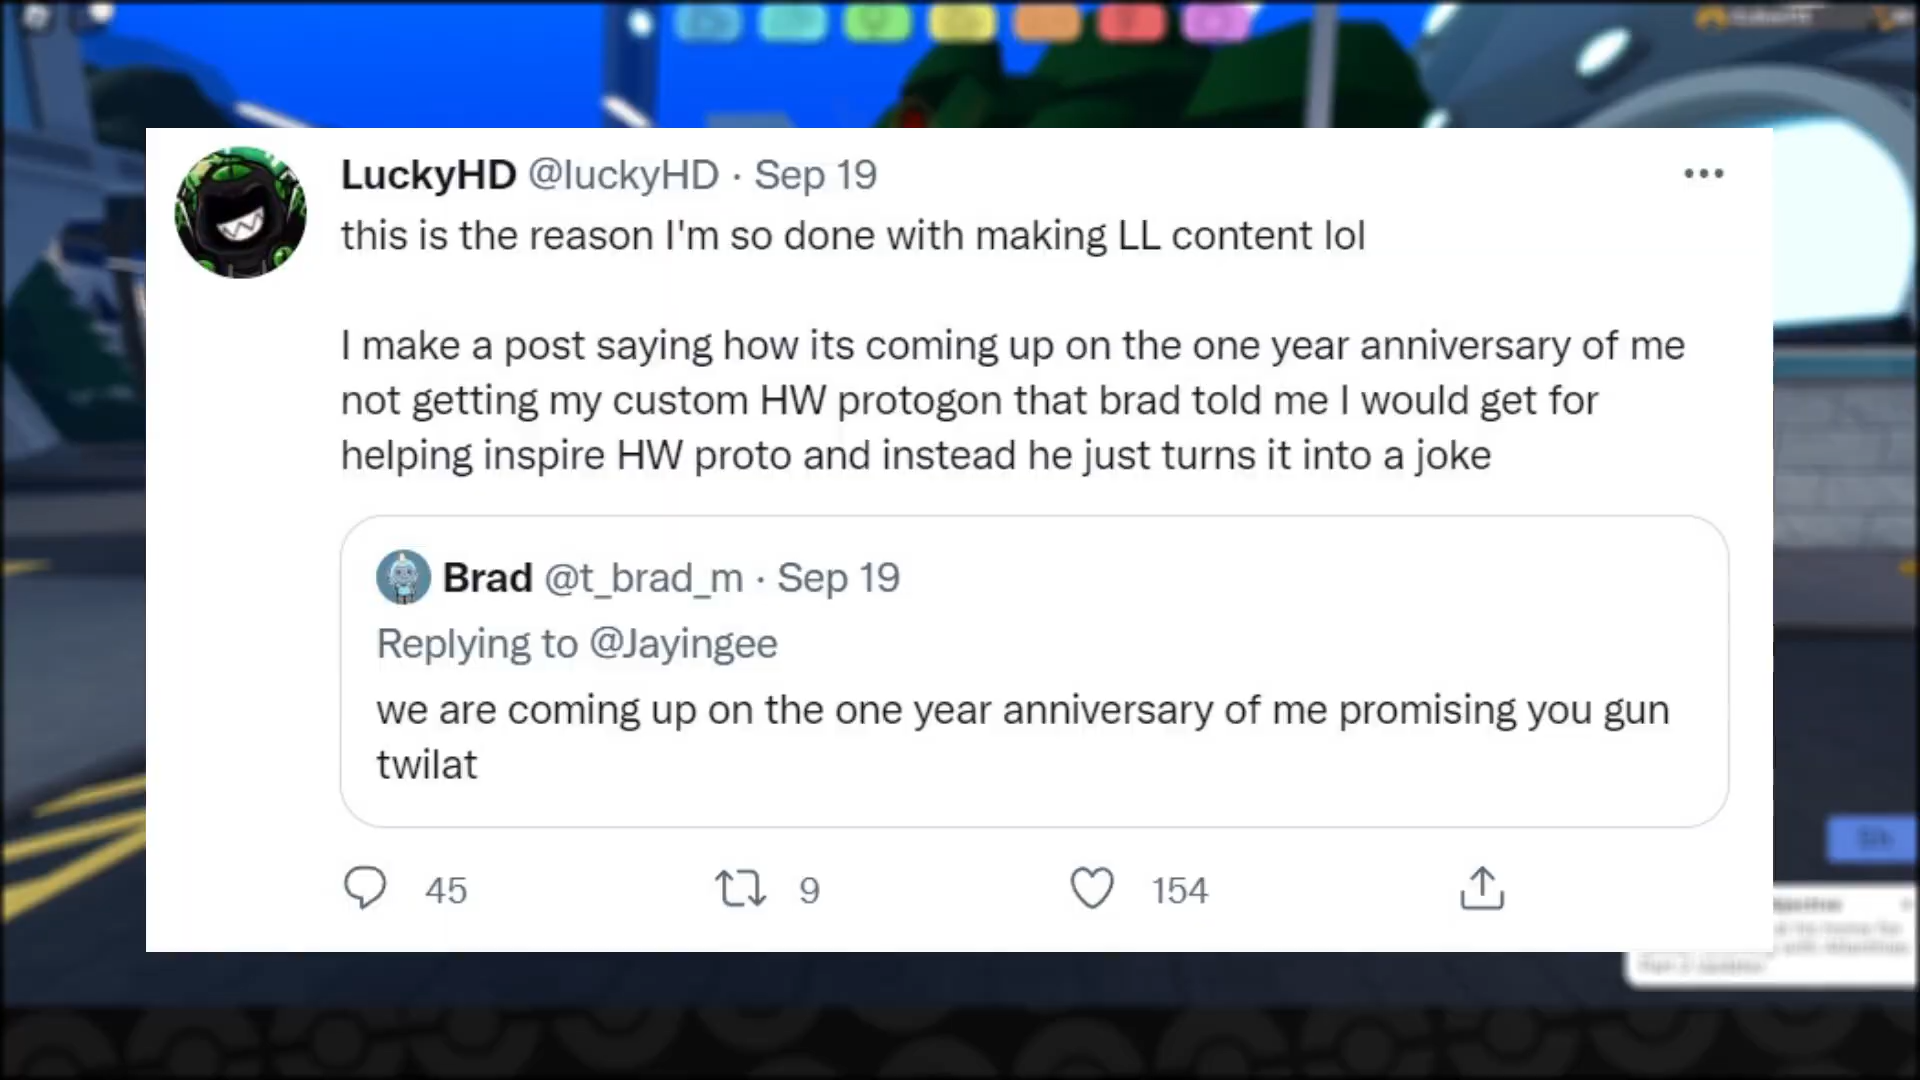 LuckyHD @luckyHD · Sep 19
this is the reason I'm so done with making LL content lol
I make a post saying how its coming up on the one year anniversary of me
not getting my custom HW protogon that brad told me I would get for
helping inspire HW proto and instead he just turns it into a joke
Brad @t_brad_m · Sep 19
Replying to @Jayingee
we are coming up on the one year anniversary of me promising you gun
twilat
45 9 154